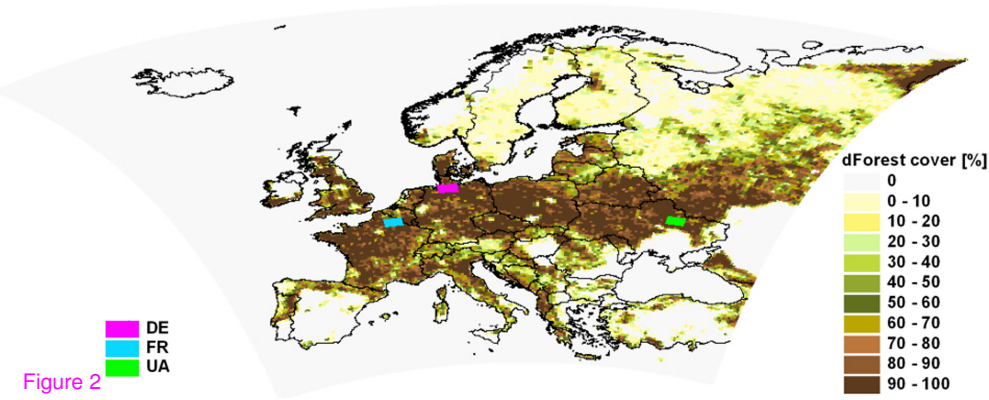 dForest cover [%]
0
0 - 10
10 - 20
20 - 30
30 - 40
40 - 50
50 - 60
60 - 70
70 - 80
80 - 90
90 - 100
DE
FR
UA
Figure 2